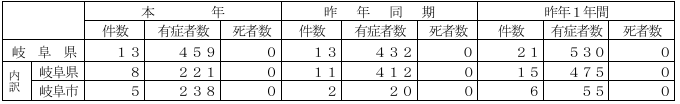 本 年 昨 年 同 期 昨年１年間
件数 有症者数 死者数 件数 有症者数 死者数 件数 有症者数 死者数
岐 阜 県 １３ ４５９ ０ １３ ４３２ ０ ２１ ５３０ ０
内訳 岐阜県 ８ ２２１ ０ １１ ４１２ ０ １５ ４７５ ０
岐阜市 ５ ２３８ ０ ２ ２０ ０ ６ ５５ ０